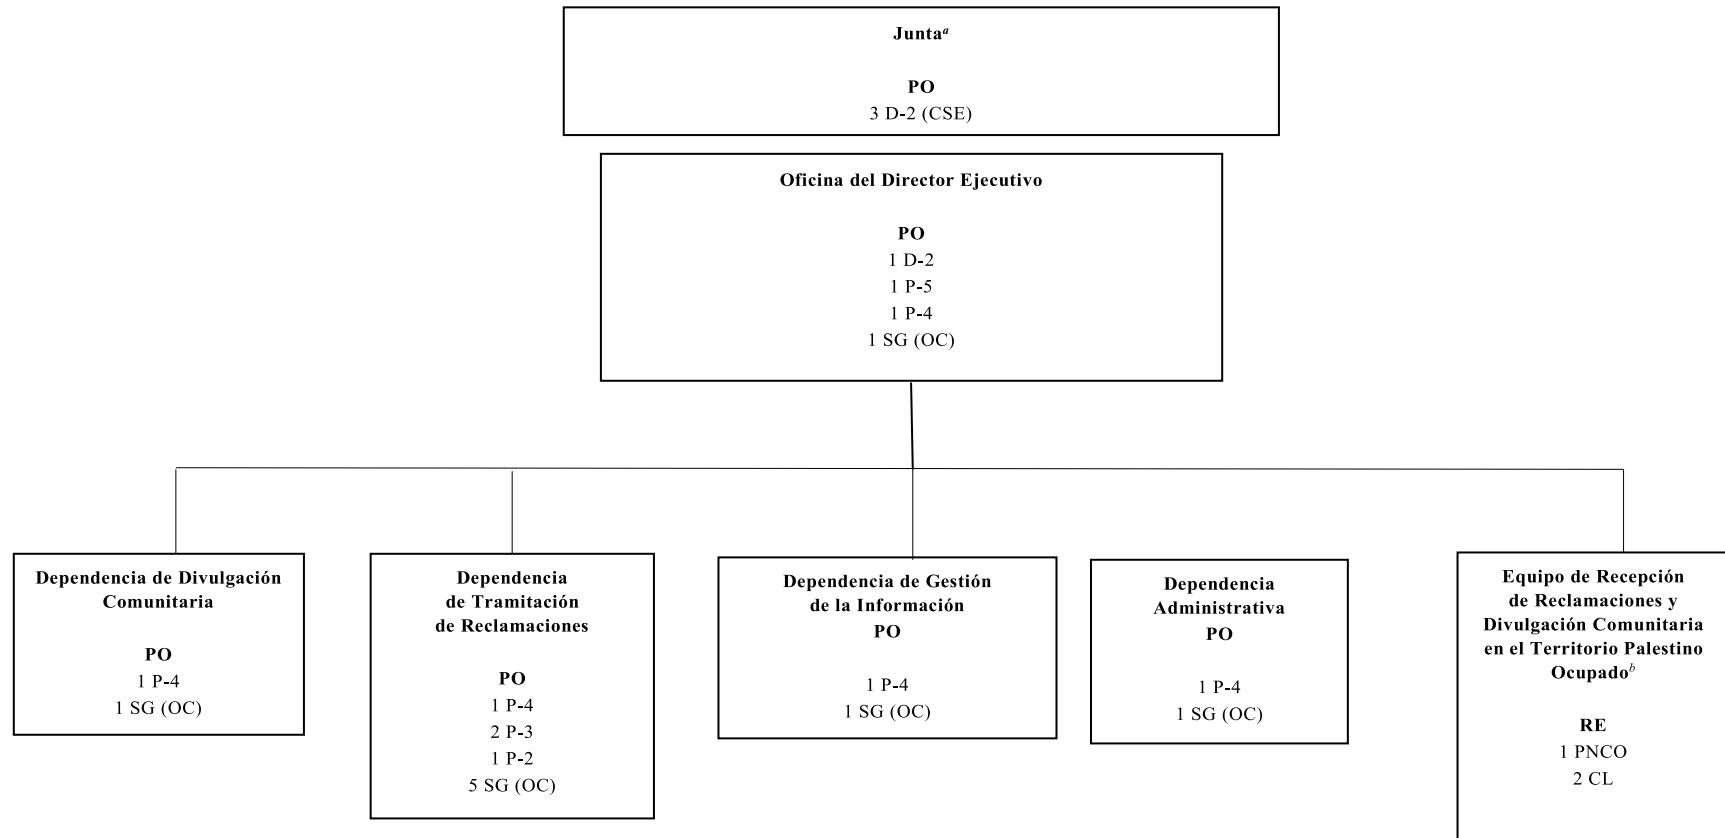 Juntaᵃ
PO
3 D-2 (CSE)
Oficina del Director Ejecutivo
PO
1 D-2
1 P-5
1 P-4
1 SG (OC)
Dependencia de Divulgación
Comunitaria
PO
1 P-4
1 SG (OC)
Dependencia
de Tramitación
de Reclamaciones
PO
1 P-4
2 P-3
1 P-2
5 SG (OC)
Dependencia de Gestión
de la Información
PO
1 P-4
1 SG (OC)
Dependencia
Administrativa
PO
1 P-4
1 SG (OC)
Equipo de Recepción
de Reclamaciones y
Divulgación Comunitaria
en el Territorio Palestino
Ocupadoᵇ
RE
1 PNCO
2 CL